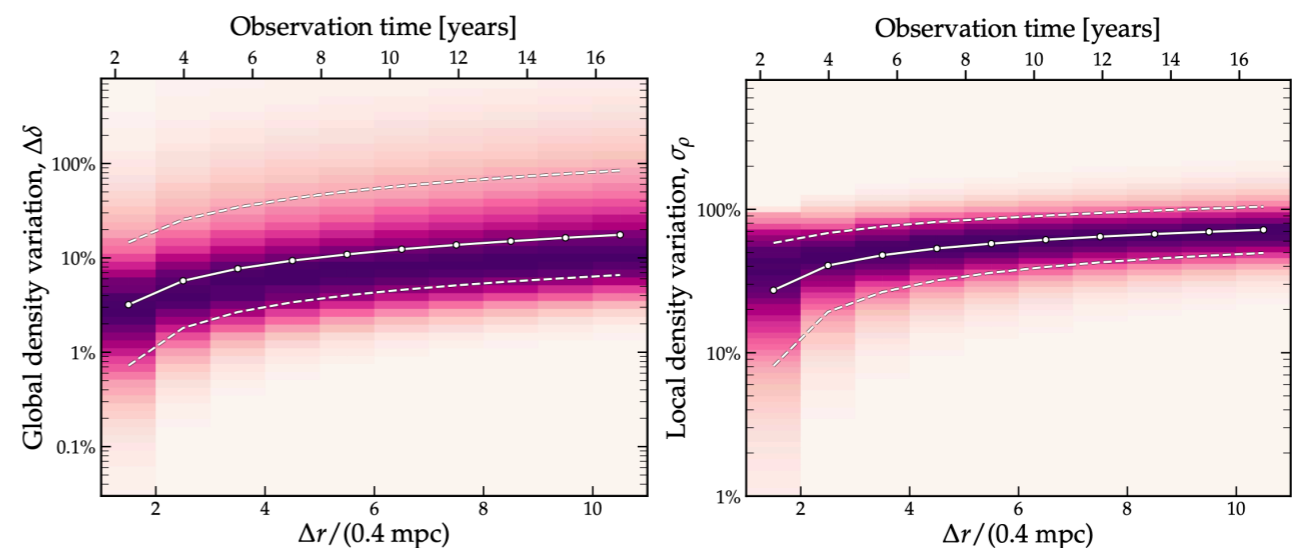 Observation time [years]
2 4 6 8 10 12 14 16
Global density variation, Δδ
100%
10%
1%
0.1%
2 4 6 8 10
Δr/(0.4 mpc)
Observation time [years]
2 4 6 8 10 12 14 16
Local density variation, σρ
100%
10%
1%
2 4 6 8 10
Δr/(0.4 mpc)